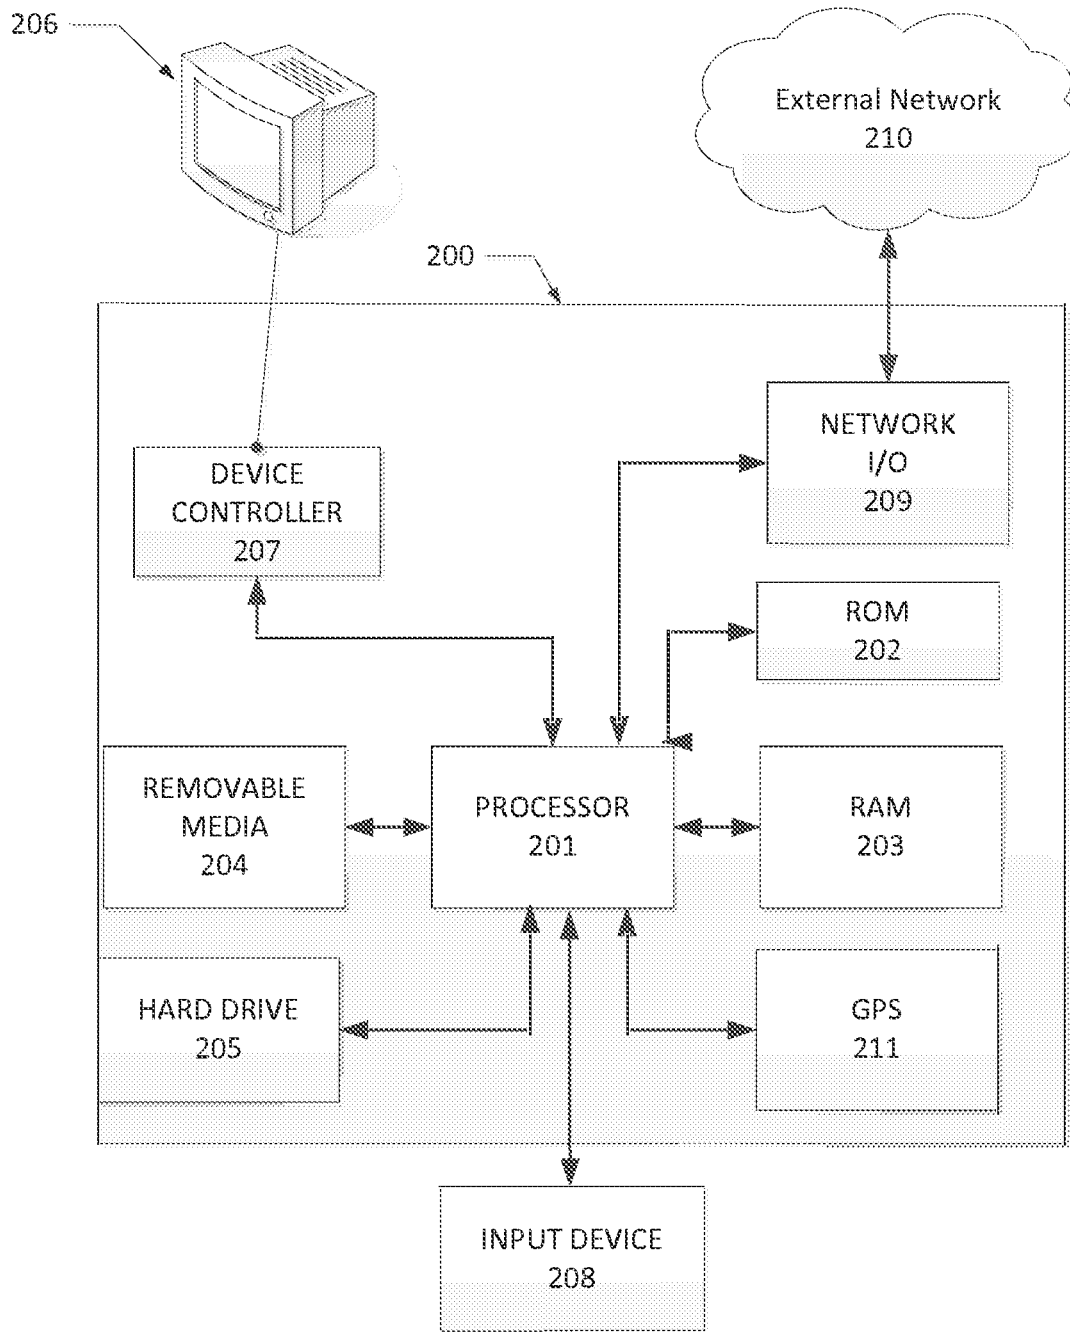 206
External Network
210
200
NETWORK
I/O
209
DEVICE
CONTROLLER
207
ROM
202
REMOVABLE
MEDIA
204
PROCESSOR
201
RAM
203
HARD DRIVE
205
GPS
211
INPUT DEVICE
208